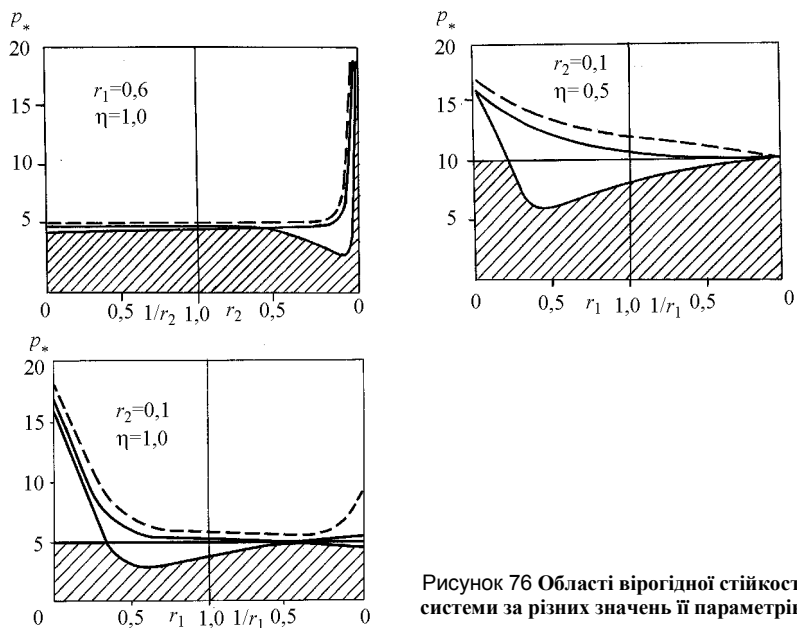 p*
20
15
10
5
r1=0,6
η=1,0
0 0,5 1/r2 1,0 r2 0,5 0
20
15
10
5
r2=0,1
η=0,5
0 0,5 r1 1,0 1/r1 0,5 0
p*
20
15
10
5
0
r2=0,1
η=1,0
0,5 r1 1,0 1/r1 0,5 0
p*
Рисунок 76 Області вірогідної стійкост
системи за різних значень її параметрів